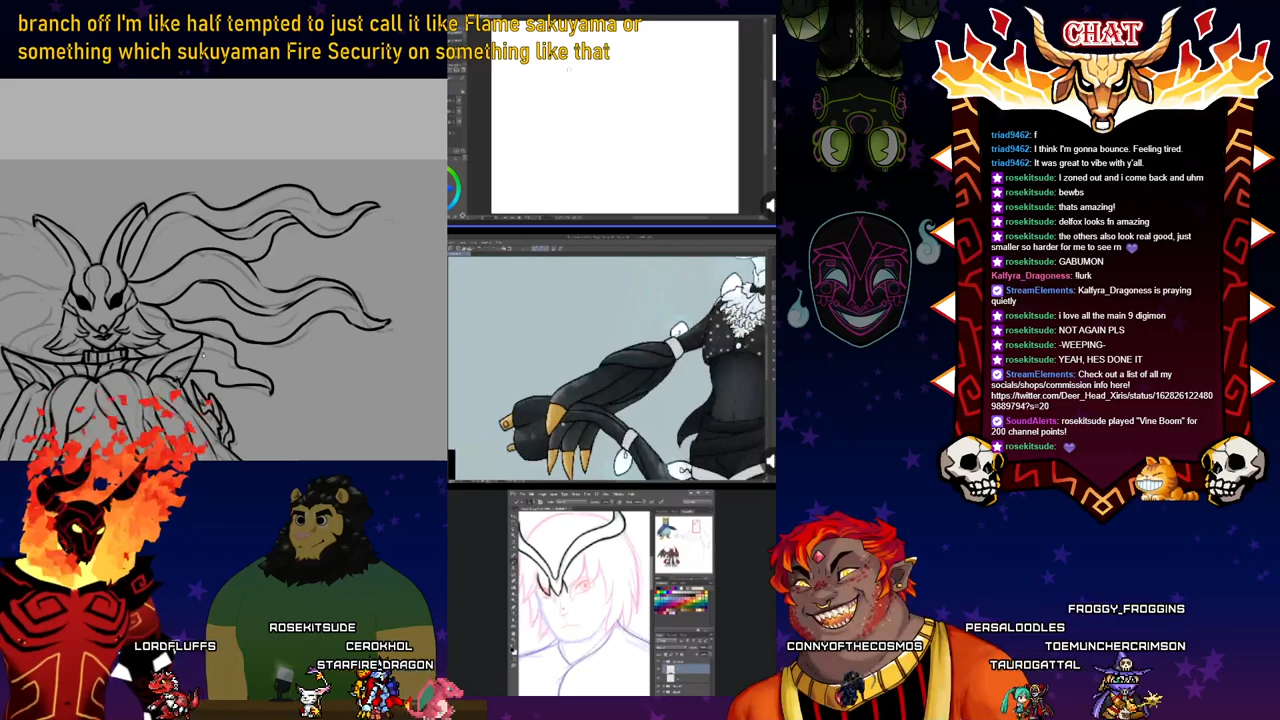 branch off I'm like half tempted to just call it like Flame sakuyama or
something which sukuyaman Fire Security on something like that
CHAT
triad9462: f
triad9462: I think I'm gonna bounce. Feeling tired.
triad9462: It was great to vibe with y'all.
rosekitsude: I zoned out and i come back and uhm
rosekitsude: bewbs
rosekitsude: thats amazing!
rosekitsude: delfox looks fn amazing
rosekitsude: the others also look real good, just
smaller so harder for me to see rn
rosekitsude: GABUMON
Kalfyra_Dragoness: !lurk
StreamElements: Kalfyra_Dragoness is praying
quietly
rosekitsude: i love all the main 9 digimon
rosekitsude: NOT AGAIN PLS
rosekitsude: -WEEPING-
rosekitsude: YEAH, HES DONE IT
StreamElements: Check out a list of all my
socials/shops/commission info here!
https://twitter.com/Deer_Head_Xiris/status/162826122480
9889794?s=20
SoundAlerts: rosekitsude played "Vine Boom" for
200 channel points!
rosekitsude:
LORDFLUFFS
ROSEKITSUDE
CEROKHOL
STARFIRE_DRAGON
CONNYOFTHECOSMOS
FROGGY_FROGGINS
PERSALOODLES
TOEMUNCHERCRIMSON
TAUROGATTAL